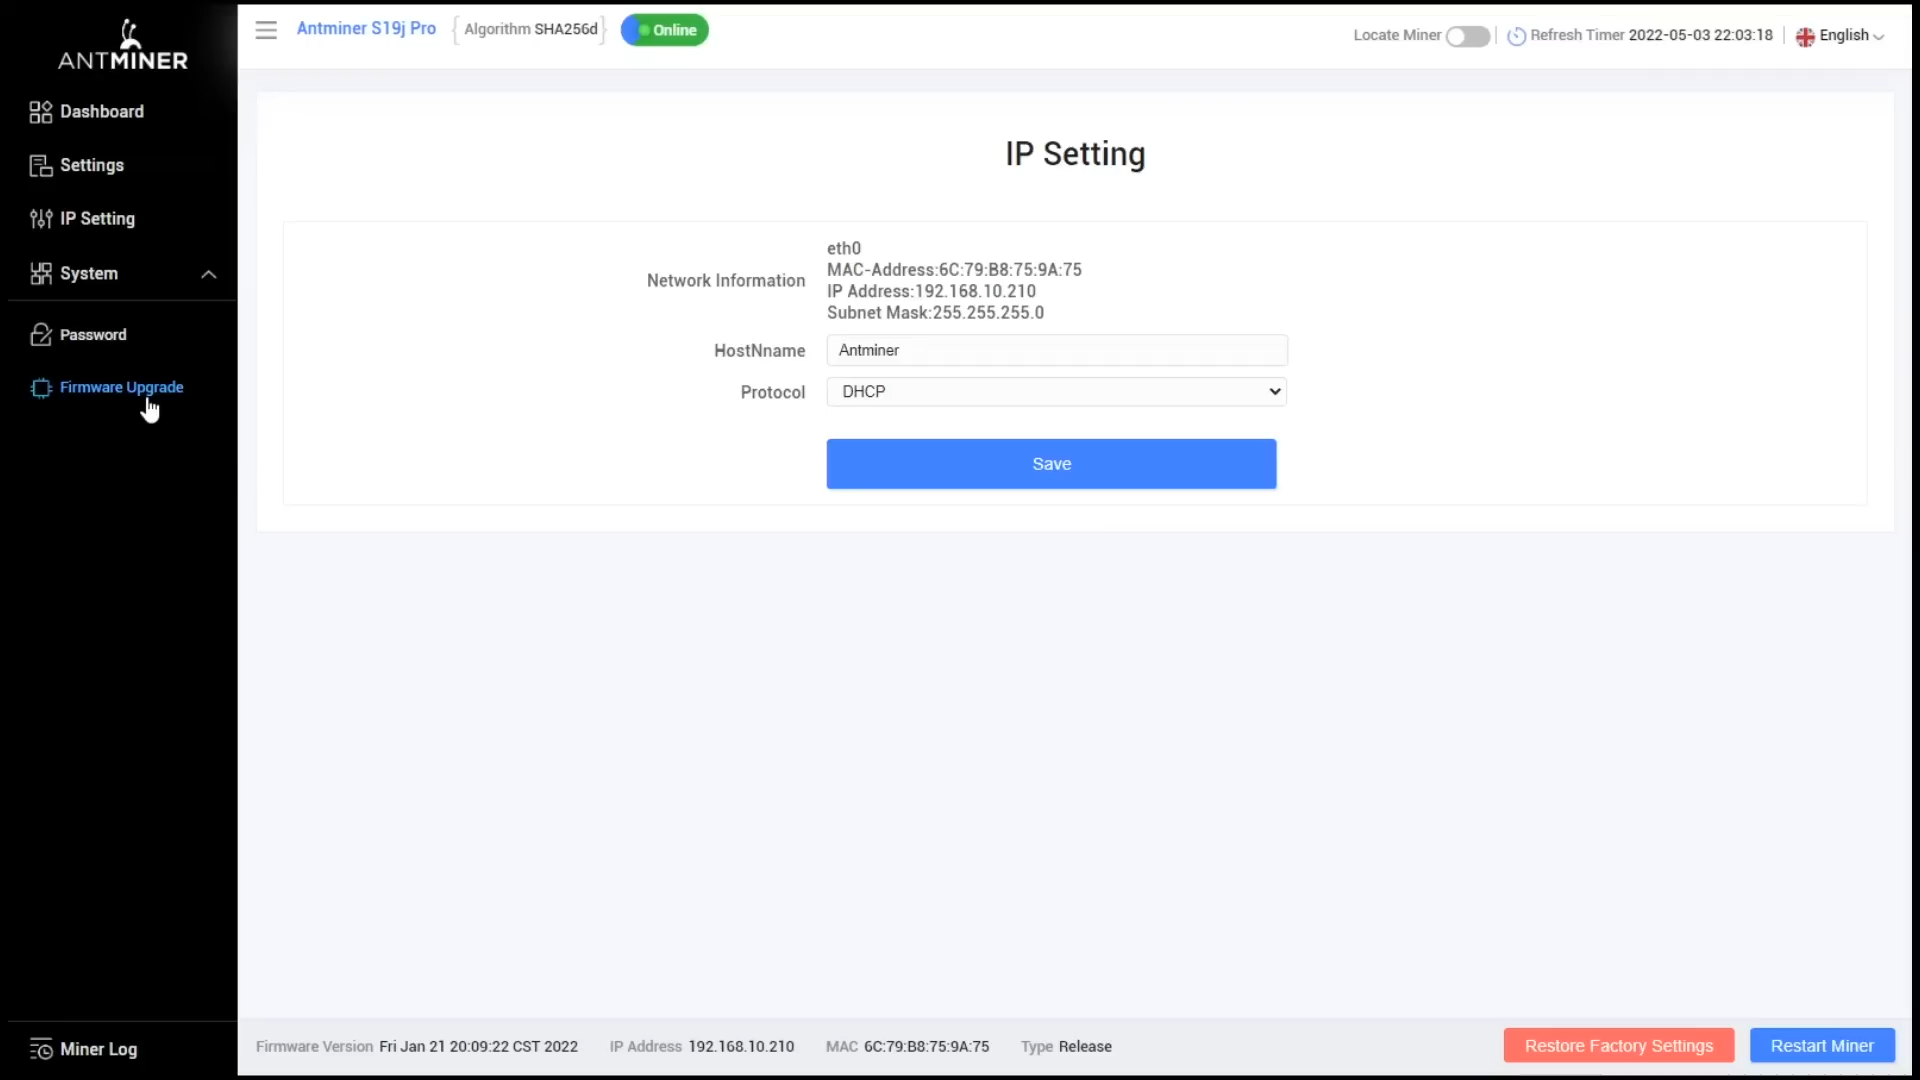 ANTMINER
Dashboard
Settings
IP Setting
System
Password
Firmware Upgrade
Miner Log
Antminer S19j Pro
Algorithm SHA256d
Online
Locate Miner
Refresh Timer 2022-05-03 22:03:18
English
IP Setting
Network Information
eth0
MAC-Address:6C:79:B8:75:9A:75
IP Address:192.168.10.210
Subnet Mask:255.255.255.0
HostNname
Antminer
Protocol
DHCP
Save
Firmware Version Fri Jan 21 20:09:22 CST 2022
IP Address 192.168.10.210
MAC 6C:79:B8:75:9A:75
Type Release
Restore Factory Settings
Restart Miner